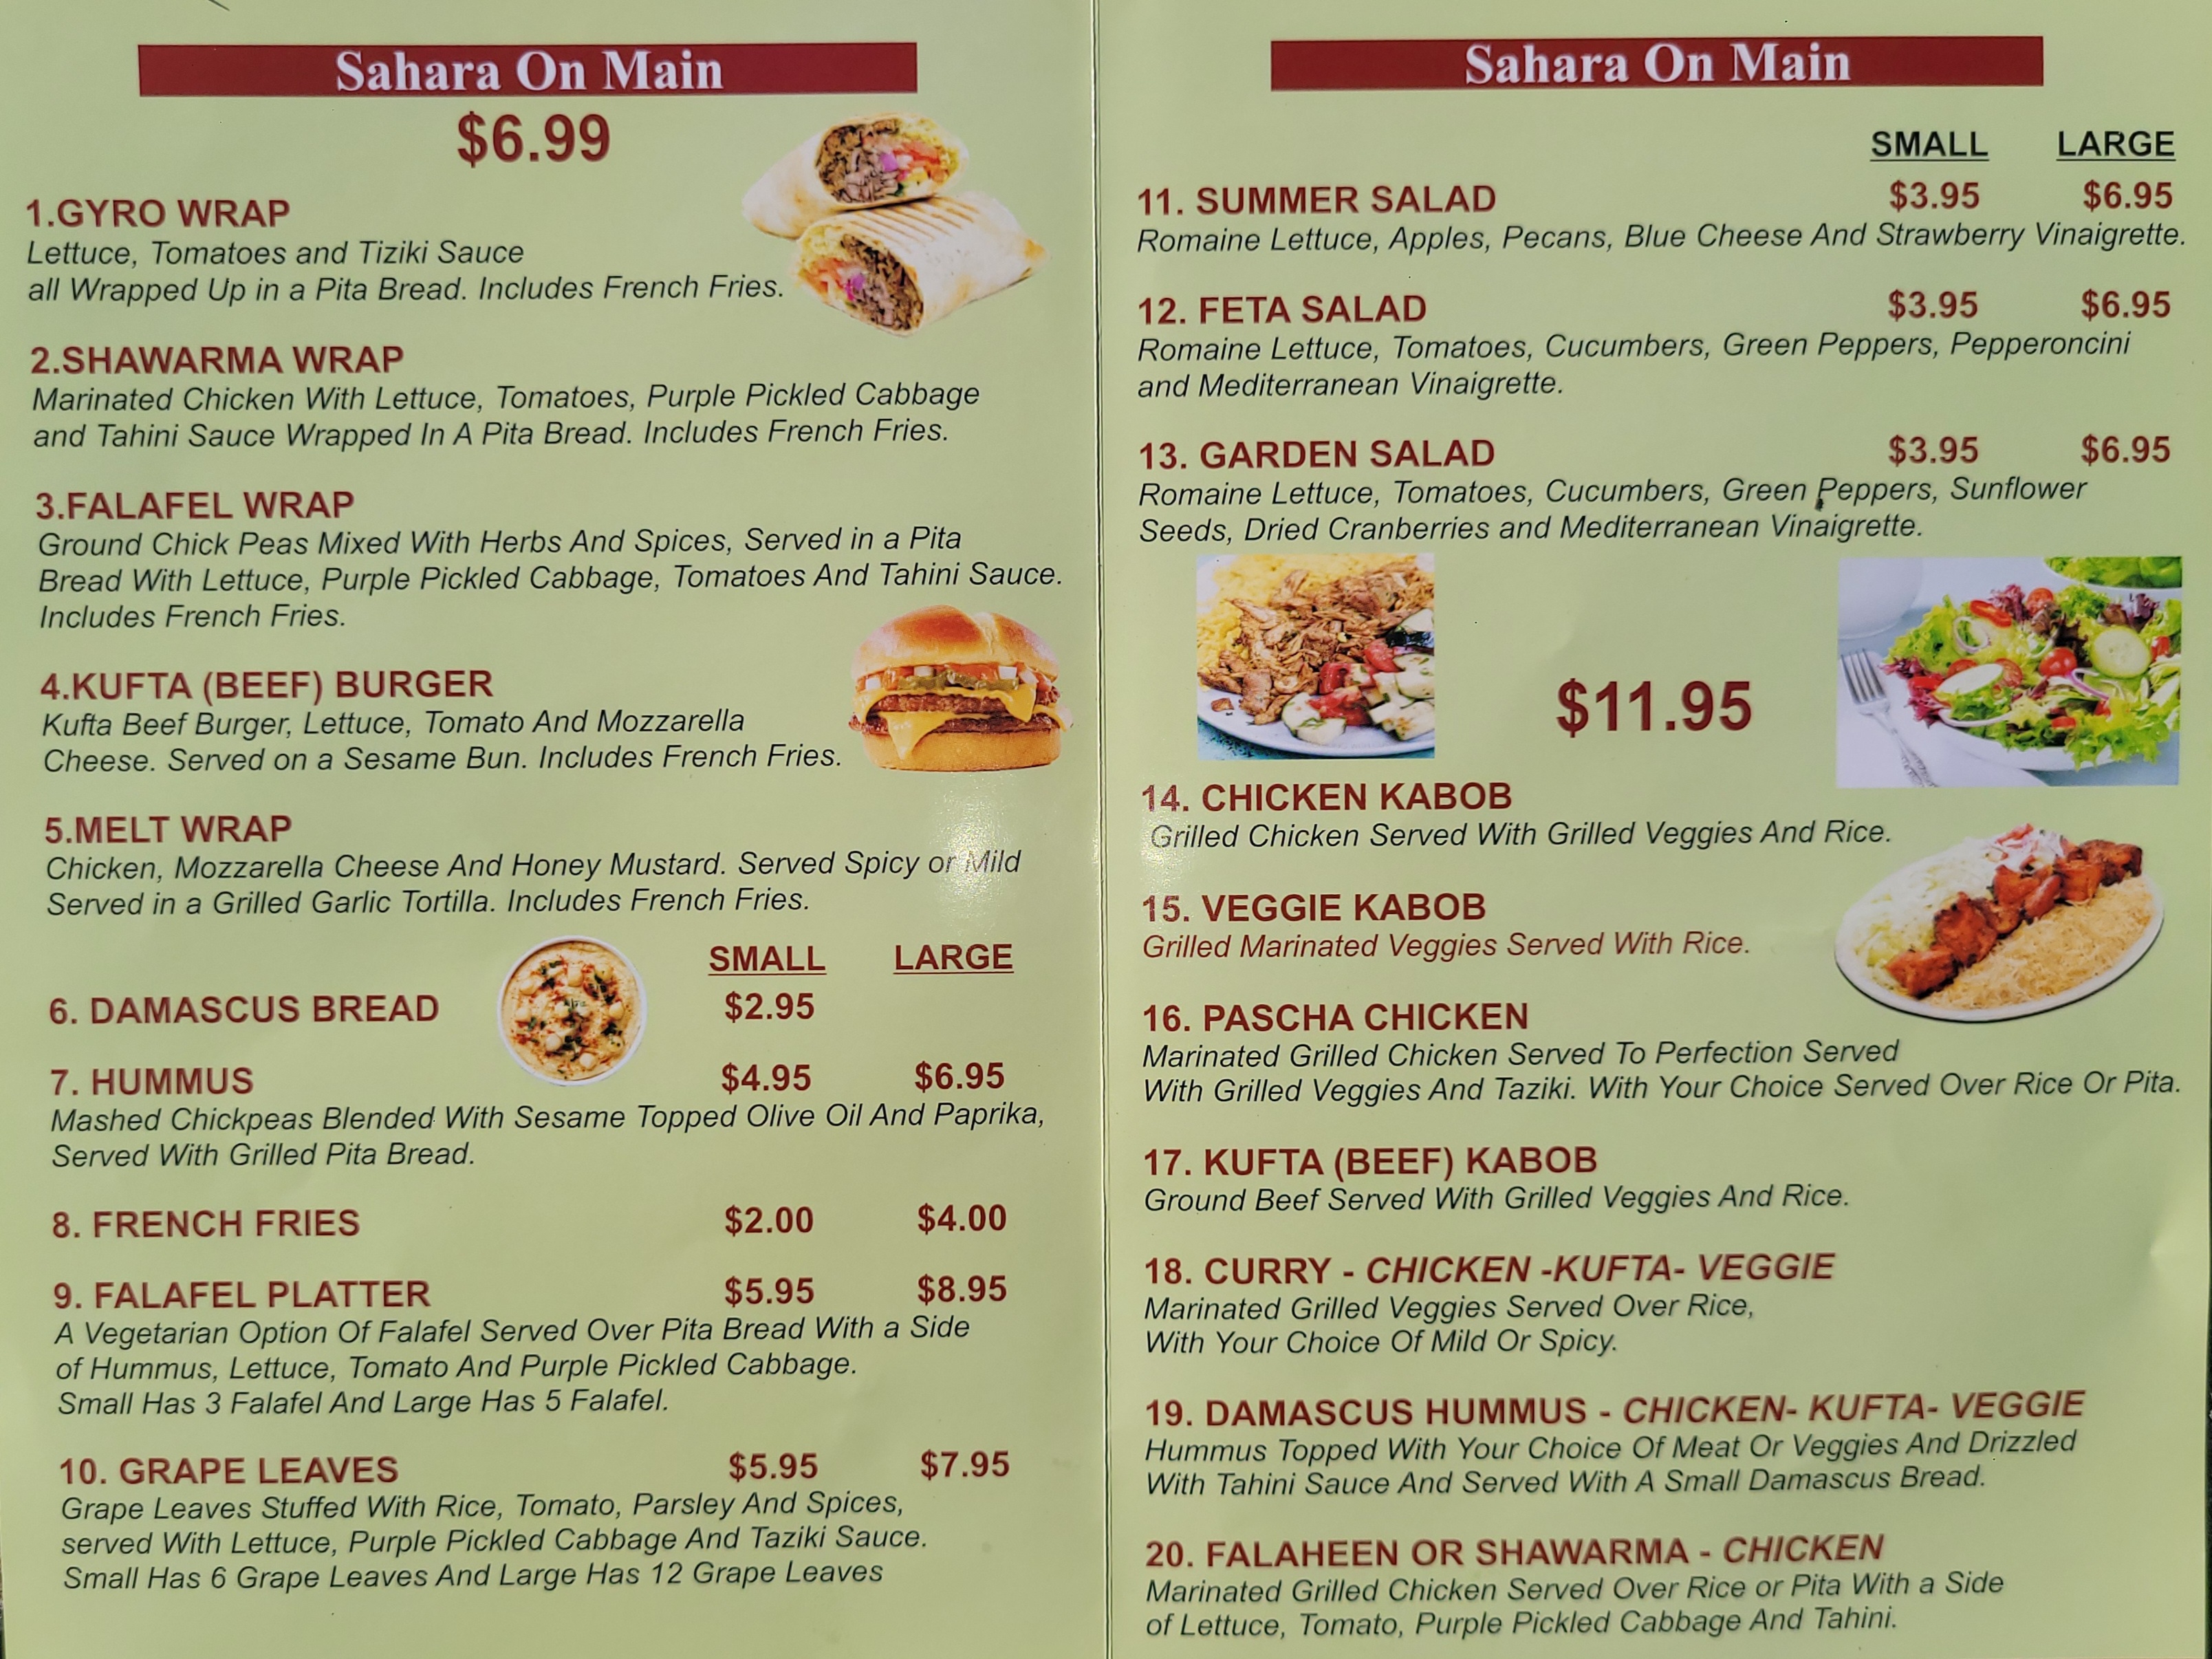 Sahara On Main
$6.99
1.GYRO WRAP
Lettuce, Tomatoes and Tiziki Sauce
all Wrapped Up in a Pita Bread. Includes French Fries.
2.SHAWARMA WRAP
Marinated Chicken With Lettuce, Tomatoes, Purple Pickled Cabbage
and Tahini Sauce Wrapped In A Pita Bread. Includes French Fries.
3.FALAFEL WRAP
Ground Chick Peas Mixed With Herbs And Spices, Served in a Pita
Bread With Lettuce, Purple Pickled Cabbage, Tomatoes And Tahini Sauce.
Includes French Fries.
4.KUFTA (BEEF) BURGER
Kufta Beef Burger, Lettuce, Tomato And Mozzarella
Cheese. Served on a Sesame Bun. Includes French Fries.
5.MELT WRAP
Chicken, Mozzarella Cheese And Honey Mustard. Served Spicy or Mild
Served in a Grilled Garlic Tortilla. Includes French Fries.
SMALL LARGE
6. DAMASCUS BREAD $2.95
7. HUMMUS $4.95 $6.95
Mashed Chickpeas Blended With Sesame Topped Olive Oil And Paprika,
Served With Grilled Pita Bread.
8. FRENCH FRIES $2.00 $4.00
9. FALAFEL PLATTER $5.95 $8.95
A Vegetarian Option Of Falafel Served Over Pita Bread With a Side
of Hummus, Lettuce, Tomato And Purple Pickled Cabbage.
Small Has 3 Falafel And Large Has 5 Falafel.
10. GRAPE LEAVES $5.95 $7.95
Grape Leaves Stuffed With Rice, Tomato, Parsley And Spices,
served With Lettuce, Purple Pickled Cabbage And Taziki Sauce.
Small Has 6 Grape Leaves And Large Has 12 Grape Leaves
Sahara On Main
SMALL LARGE
11. SUMMER SALAD $3.95 $6.95
Romaine Lettuce, Apples, Pecans, Blue Cheese And Strawberry Vinaigrette.
12. FETA SALAD $3.95 $6.95
Romaine Lettuce, Tomatoes, Cucumbers, Green Peppers, Pepperoncini
and Mediterranean Vinaigrette.
13. GARDEN SALAD $3.95 $6.95
Romaine Lettuce, Tomatoes, Cucumbers, Green Peppers, Sunflower
Seeds, Dried Cranberries and Mediterranean Vinaigrette.
$11.95
14. CHICKEN KABOB
Grilled Chicken Served With Grilled Veggies And Rice.
15. VEGGIE KABOB
Grilled Marinated Veggies Served With Rice.
16. PASCHA CHICKEN
Marinated Grilled Chicken Served To Perfection Served
With Grilled Veggies And Taziki. With Your Choice Served Over Rice Or Pita.
17. KUFTA (BEEF) KABOB
Ground Beef Served With Grilled Veggies And Rice.
18. CURRY - CHICKEN -KUFTA- VEGGIE
Marinated Grilled Veggies Served Over Rice,
With Your Choice Of Mild Or Spicy.
19. DAMASCUS HUMMUS - CHICKEN- KUFTA- VEGGIE
Hummus Topped With Your Choice Of Meat Or Veggies And Drizzled
With Tahini Sauce And Served With A Small Damascus Bread.
20. FALAHEEN OR SHAWARMA - CHICKEN
Marinated Grilled Chicken Served Over Rice or Pita With a Side
of Lettuce, Tomato, Purple Pickled Cabbage And Tahini.